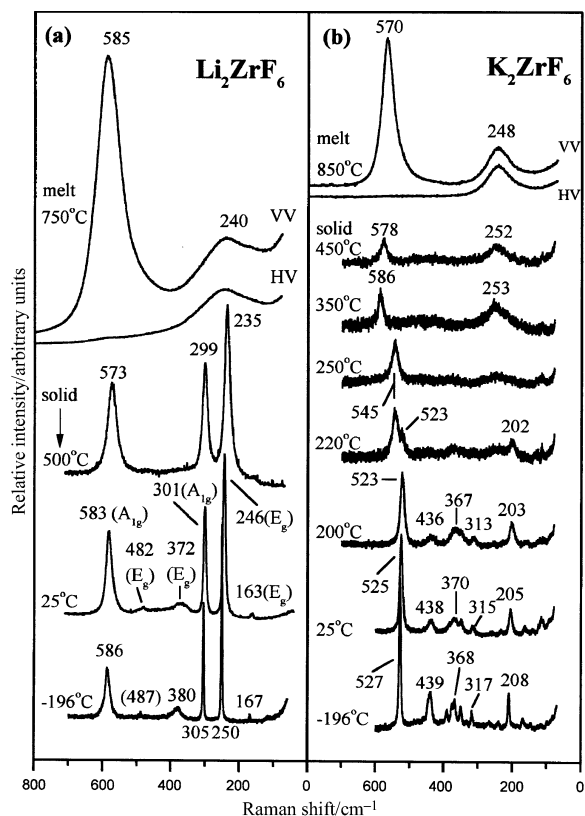 (a)
585
Li₂ZrF₆
melt
750°C
240
VV
HV
235
299
573
solid
500°C
301(A₁g)
583 (A₁g)
246(Eg)
482
(Eg)
372
(Eg)
163(Eg)
25°C
586
(487)
380
167
-196°C
305
250
800
600
400
200
(b)
570
K₂ZrF₆
melt
850°C
248
VV
HV
solid
450°C
578
252
350°C
586
253
250°C
545
523
220°C
202
523
200°C
436
367
313
203
525
25°C
438
370
315
205
527
-196°C
439
368
317
208
600
400
200
0
Relative intensity/arbitrary units
Raman shift/cm⁻¹